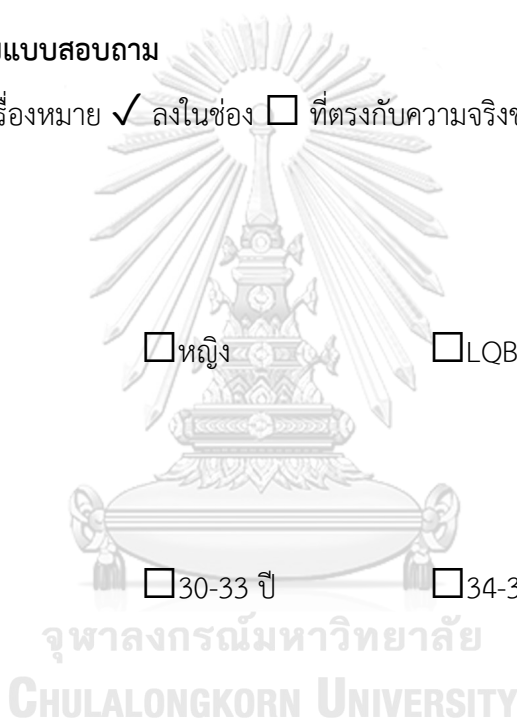 แบบสอบถาม
เครื่องหมาย ✓ ลงในช่อง ☐ ที่ตรงกับความจริง
☐หญิง ☐LQB
☐30-33 ปี ☐34-3
จุฬาลงกรณ์มหาวิทยาลัย
CHULALONGKORN UNIVERSITY